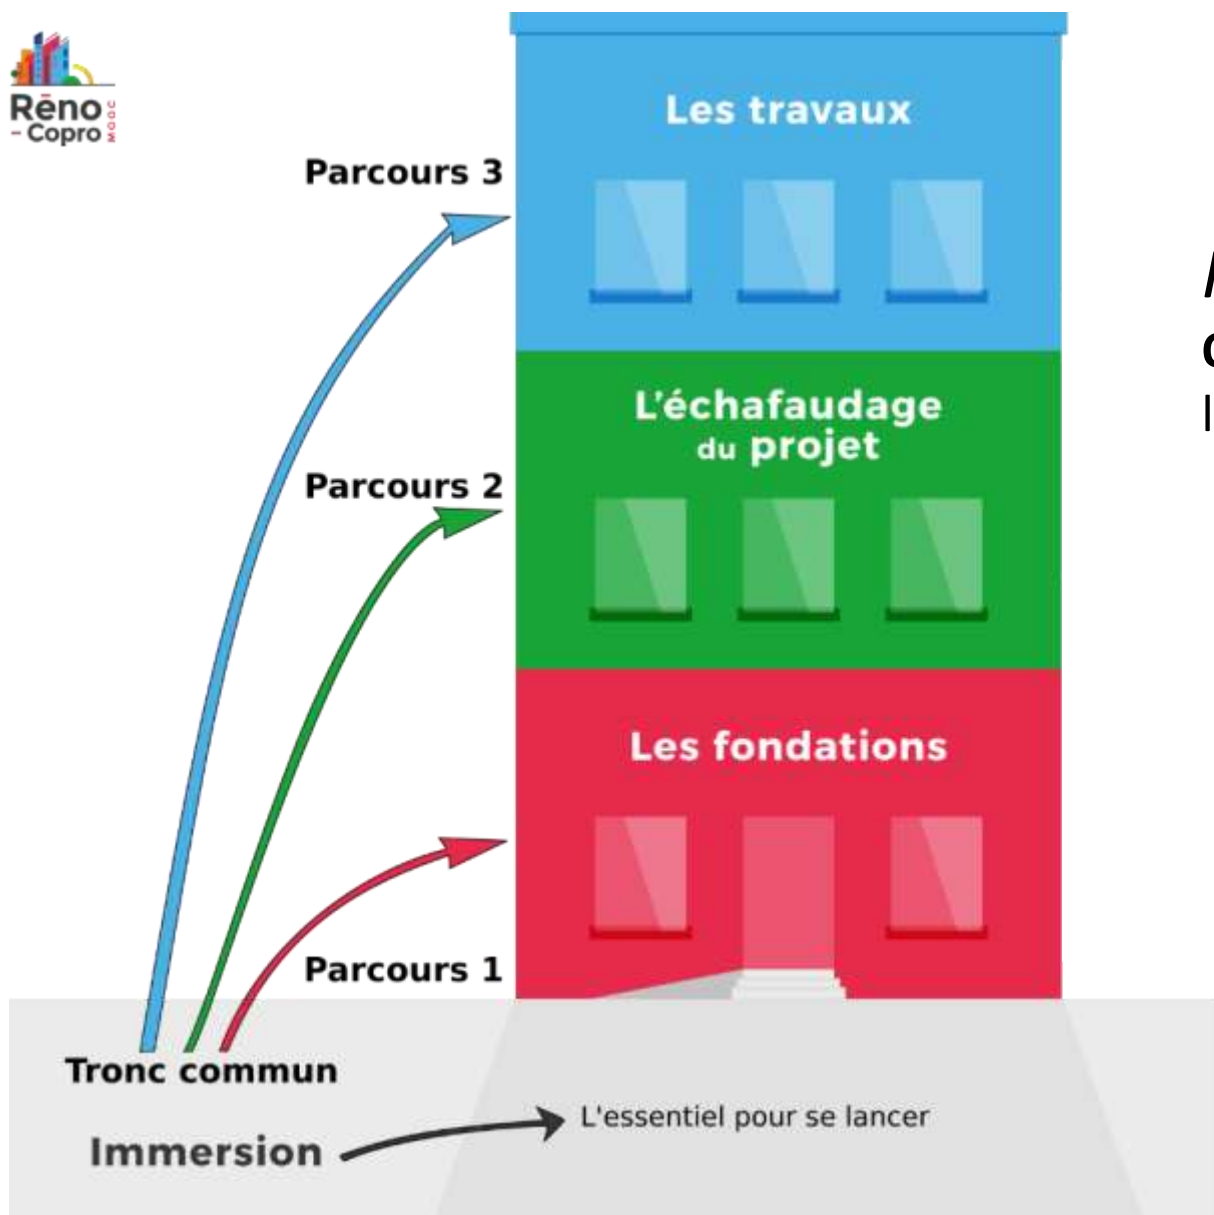 Rēno
- Copro
MOOC
Les travaux
Parcours 3
L'échafaudage
du projet
Parcours 2
Les fondations
Parcours 1
Tronc commun
L'essentiel pour se lancer
Immersion